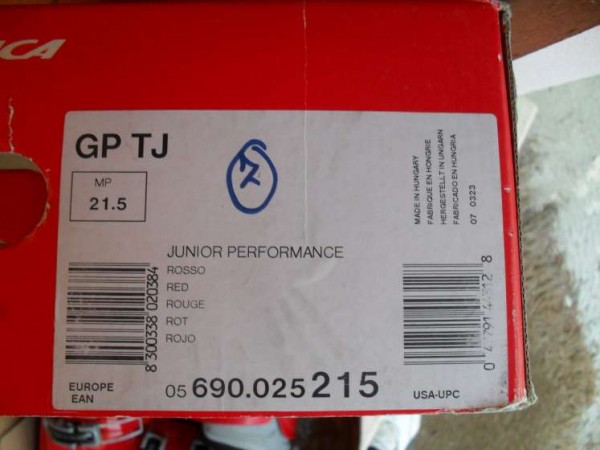 GP TJ
MP
21.5
JUNIOR PERFORMANCE
ROSSO
RED
ROUGE
ROT
ROJO
8 300338 020384
EUROPE
EAN
05 690.025 215
USA-UPC
MADE IN HUNGARY
FABRIQUE EN HONGRIE
HERGESTELLT IN UNGARN
FABRICADO EN HUNGRIA
07 0323